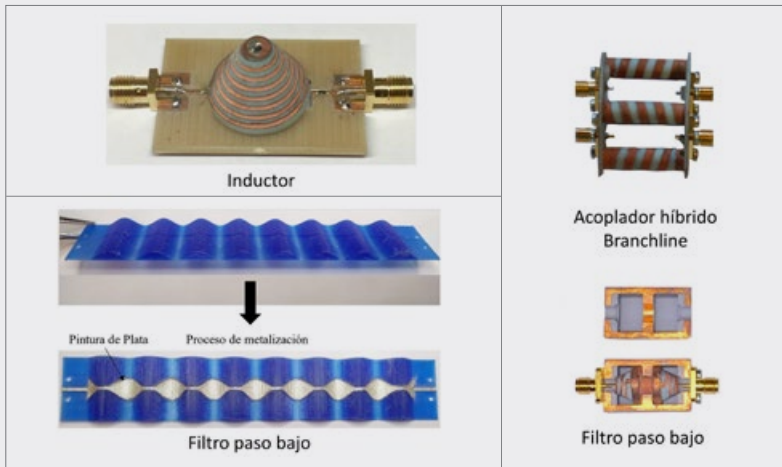 Inductor
Pintura de Plata
Proceso de metalización
Filtro paso bajo
Acoplador híbrido
Branchline
Filtro paso bajo